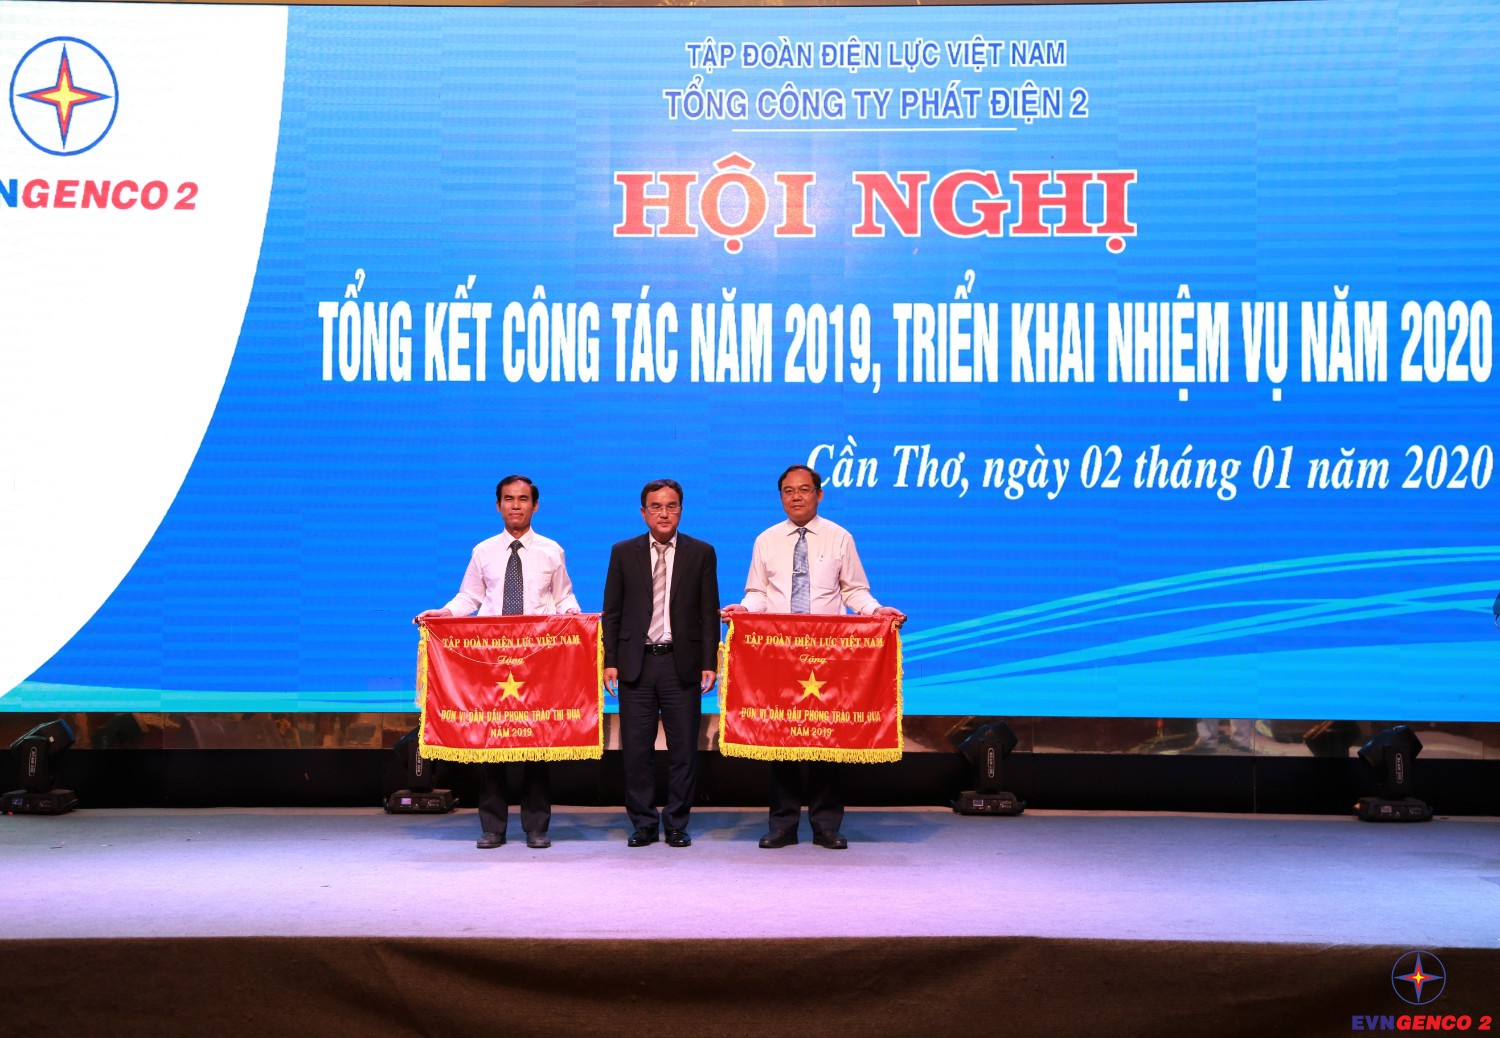 TẬP ĐOÀN ĐIỆN LỰC VIỆT NAM
TỔNG CÔNG TY PHÁT ĐIỆN 2
NGENCO 2
HỘI NGHỊ
TỔNG KẾT CÔNG TÁC NĂM 2019, TRIỂN KHAI NHIỆM VỤ NĂM 2020
Cần Thơ, ngày 02 tháng 01 năm 2020
TẬP ĐOÀN ĐIỆN LỰC VIỆT NAM
Tặng
ĐƠN VỊ DẪN ĐẦU PHONG TRÀO THI ĐUA
NĂM 2019
TẬP ĐOÀN ĐIỆN LỰC VIỆT NAM
Tặng
ĐƠN VỊ DẪN ĐẦU PHONG TRÀO THI ĐUA
NĂM 2019
EVNGENCO 2